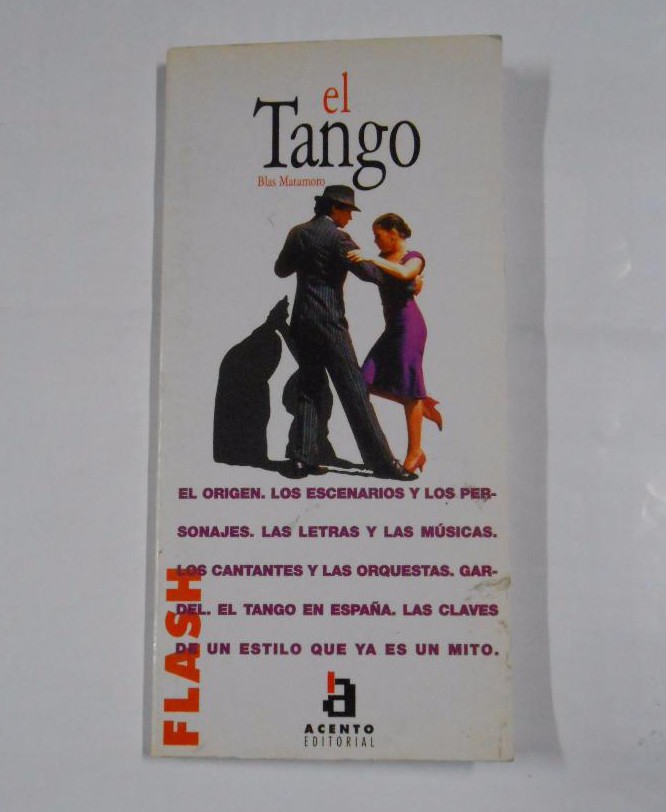 el
Tango
Blas Matamoro
EL ORIGEN. LOS ESCENARIOS Y LOS PER-
SONAJES. LAS LETRAS Y LAS MÚSICAS.
LOS CANTANTES Y LAS ORQUESTAS. GAR-
DEL. EL TANGO EN ESPAÑA. LAS CLAVES
DE UN ESTILO QUE YA ES UN MITO.
FLASH
a
ACENTO
EDITORIAL